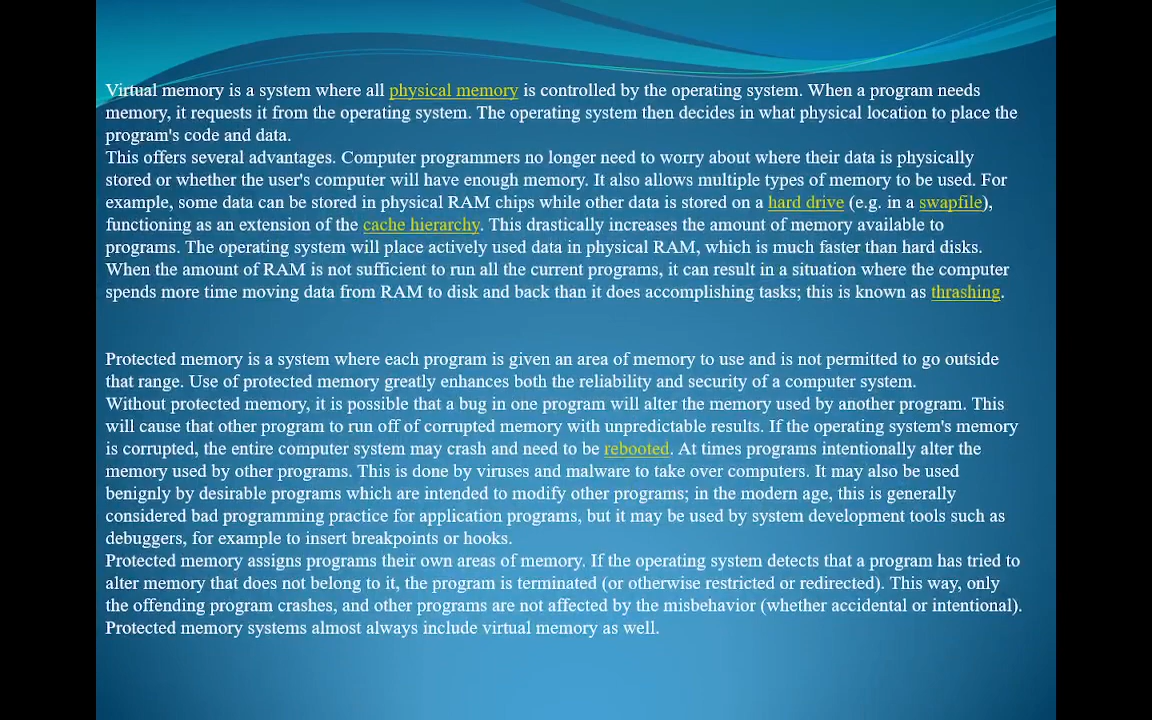 Virtual memory is a system where all physical memory is controlled by the operating system. When a program needs
memory, it requests it from the operating system. The operating system then decides in what physical location to place the
program's code and data.
This offers several advantages. Computer programmers no longer need to worry about where their data is physically
stored or whether the user's computer will have enough memory. It also allows multiple types of memory to be used. For
example, some data can be stored in physical RAM chips while other data is stored on a hard drive (e.g. in a swapfile),
functioning as an extension of the cache hierarchy. This drastically increases the amount of memory available to
programs. The operating system will place actively used data in physical RAM, which is much faster than hard disks.
When the amount of RAM is not sufficient to run all the current programs, it can result in a situation where the computer
spends more time moving data from RAM to disk and back than it does accomplishing tasks; this is known as thrashing.
Protected memory is a system where each program is given an area of memory to use and is not permitted to go outside
that range. Use of protected memory greatly enhances both the reliability and security of a computer system.
Without protected memory, it is possible that a bug in one program will alter the memory used by another program. This
will cause that other program to run off of corrupted memory with unpredictable results. If the operating system's memory
is corrupted, the entire computer system may crash and need to be rebooted. At times programs intentionally alter the
memory used by other programs. This is done by viruses and malware to take over computers. It may also be used
benignly by desirable programs which are intended to modify other programs; in the modern age, this is generally
considered bad programming practice for application programs, but it may be used by system development tools such as
debuggers, for example to insert breakpoints or hooks.
Protected memory assigns programs their own areas of memory. If the operating system detects that a program has tried to
alter memory that does not belong to it, the program is terminated (or otherwise restricted or redirected). This way, only
the offending program crashes, and other programs are not affected by the misbehavior (whether accidental or intentional).
Protected memory systems almost always include virtual memory as well.